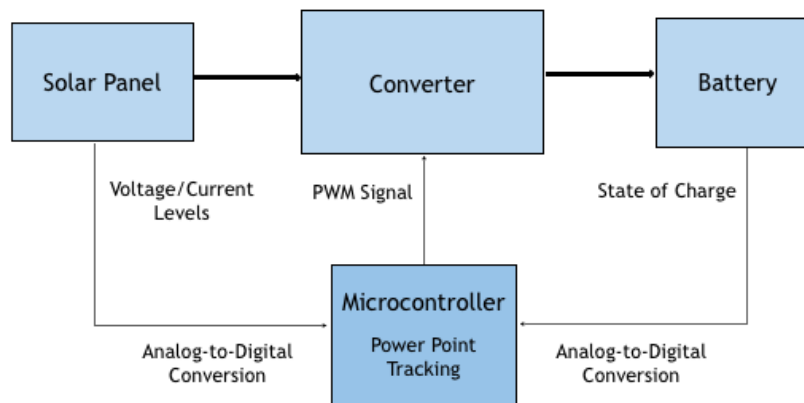 Solar Panel
Converter
Battery
Voltage/Current
Levels
PWM Signal
State of Charge
Microcontroller
Power Point
Tracking
Analog-to-Digital
Conversion
Analog-to-Digital
Conversion